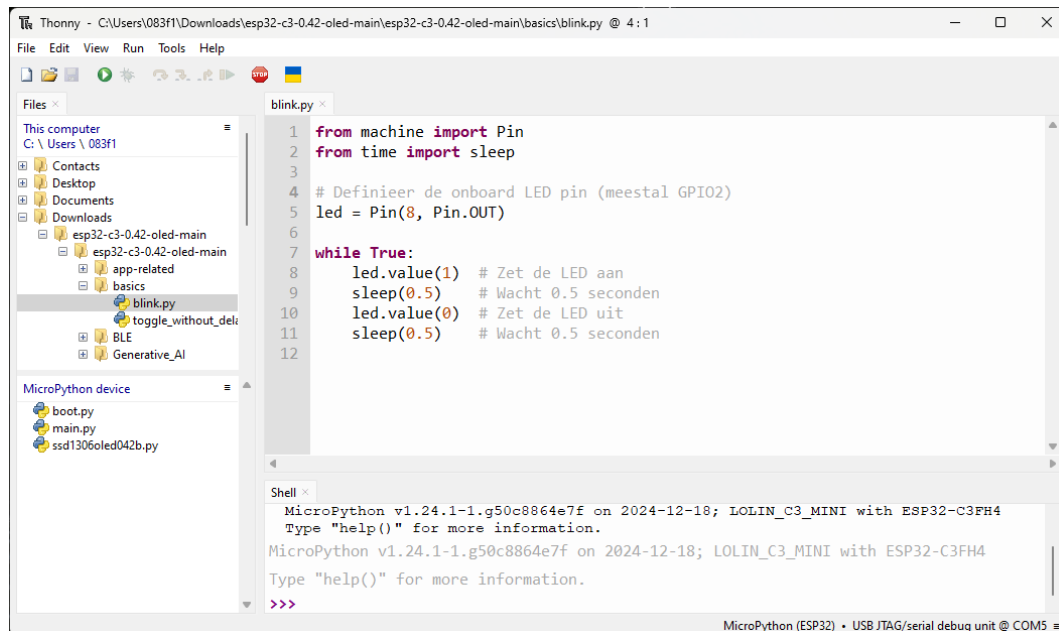 Thonny - C:\Users\083f1\Downloads\esp32-c3-0.42-oled-main\esp32-c3-0.42-oled-main\basics\blink.py @ 4:1
File Edit View Run Tools Help
STOP
Files ×
This computer
C: \ Users \ 083f1
Contacts
Desktop
Documents
Downloads
esp32-c3-0.42-oled-main
esp32-c3-0.42-oled-main
app-related
basics
blink.py
toggle_without_dela
BLE
Generative_AI
MicroPython device
boot.py
main.py
ssd1306oled042b.py
blink.py ×
1 from machine import Pin
2 from time import sleep
3
4 # Definieer de onboard LED pin (meestal GPIO2)
5 led = Pin(8, Pin.OUT)
6
7 while True:
8 led.value(1) # Zet de LED aan
9 sleep(0.5) # Wacht 0.5 seconden
10 led.value(0) # Zet de LED uit
11 sleep(0.5) # Wacht 0.5 seconden
12
Shell ×
MicroPython v1.24.1-1.g50c8864e7f on 2024-12-18; LOLIN_C3_MINI with ESP32-C3FH4
Type "help()" for more information.
MicroPython v1.24.1-1.g50c8864e7f on 2024-12-18; LOLIN_C3_MINI with ESP32-C3FH4
Type "help()" for more information.
>>>
MicroPython (ESP32) • USB JTAG/serial debug unit @ COM5 ≡